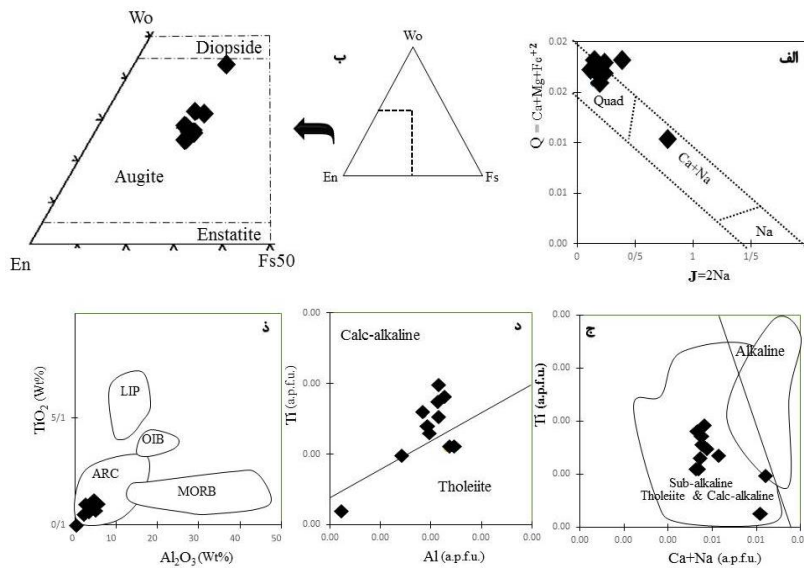 الف
Q = Ca+Mg+Fe+2
0.02
0.02
0.01
0.01
0.00
Quad
Ca+Na
Na
0
0/5
1
1/5
J=2Na
ب
Wo
En
Fs
Wo
Diopside
Augite
Enstatite
En
Fs50
ج
Ti (a.p.f.u.)
0.00
0.00
0.00
0.00
0.00
Alkaline
Sub-alkaline
Tholeiite & Calc-alkaline
0.00
0.00
0.00
0.01
0.01
0.00
Ca+Na (a.p.f.u.)
د
Ti (a.p.f.u.)
0.00
0.00
0.00
0.00
Calc-alkaline
Tholeiite
0.00
0.00
0.00
0.00
0.00
0.00
Al (a.p.f.u.)
ذ
TiO2 (Wt%)
5/1
0/1
LIP
OIB
ARC
MORB
0
10
20
30
40
50
Al2O3 (Wt%)